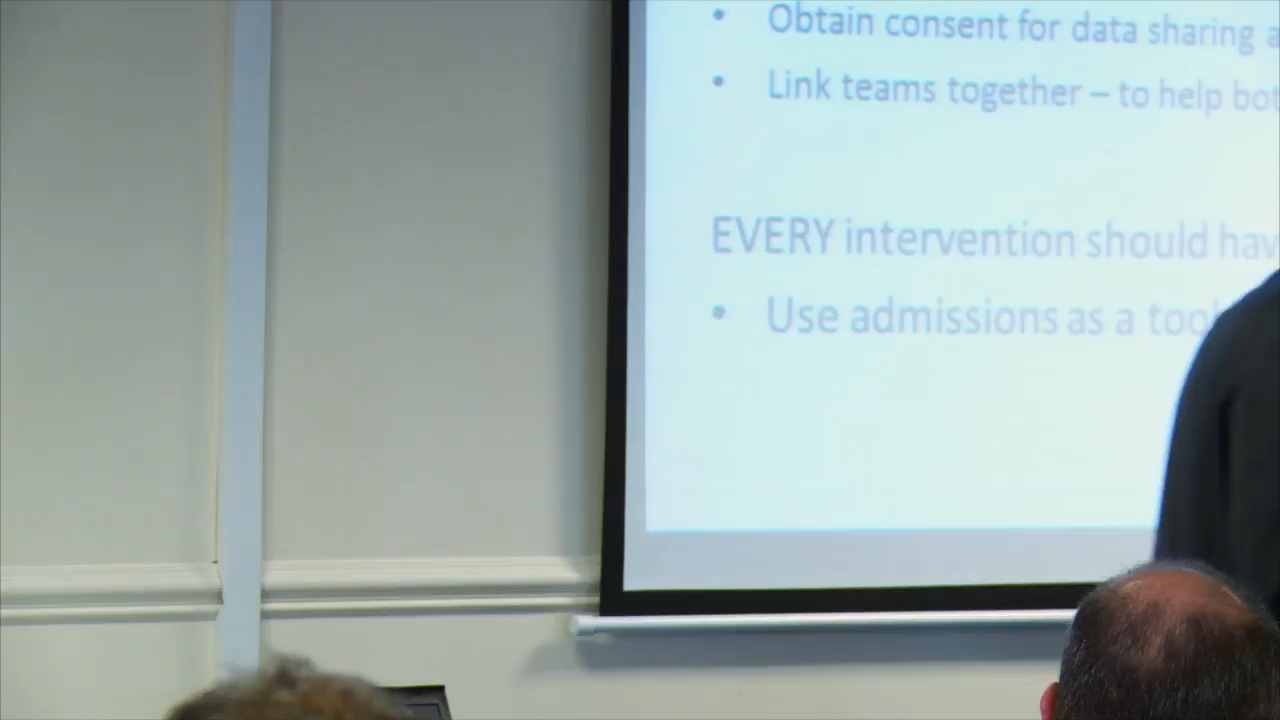 • Obtain consent for data sharing
• Link teams together – to help
EVERY intervention should
• Use admissions as a